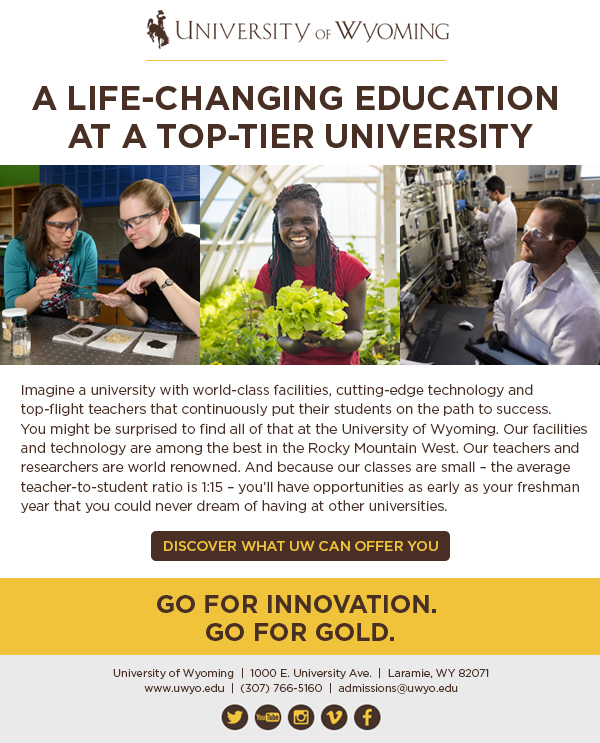 UNIVERSITY OF WYOMING
A LIFE-CHANGING EDUCATION
AT A TOP-TIER UNIVERSITY
Imagine a university with world-class facilities, cutting-edge technology and
top-flight teachers that continuously put their students on the path to success.
You might be surprised to find all of that at the University of Wyoming. Our facilities
and technology are among the best in the Rocky Mountain West. Our teachers and
researchers are world renowned. And because our classes are small – the average
teacher-to-student ratio is 1:15 – you’ll have opportunities as early as your freshman
year that you could never dream of having at other universities.
DISCOVER WHAT UW CAN OFFER YOU
GO FOR INNOVATION.
GO FOR GOLD.
University of Wyoming | 1000 E. University Ave. | Laramie, WY 82071
www.uwyo.edu | (307) 766-5160 | admissions@uwyo.edu
YouTube